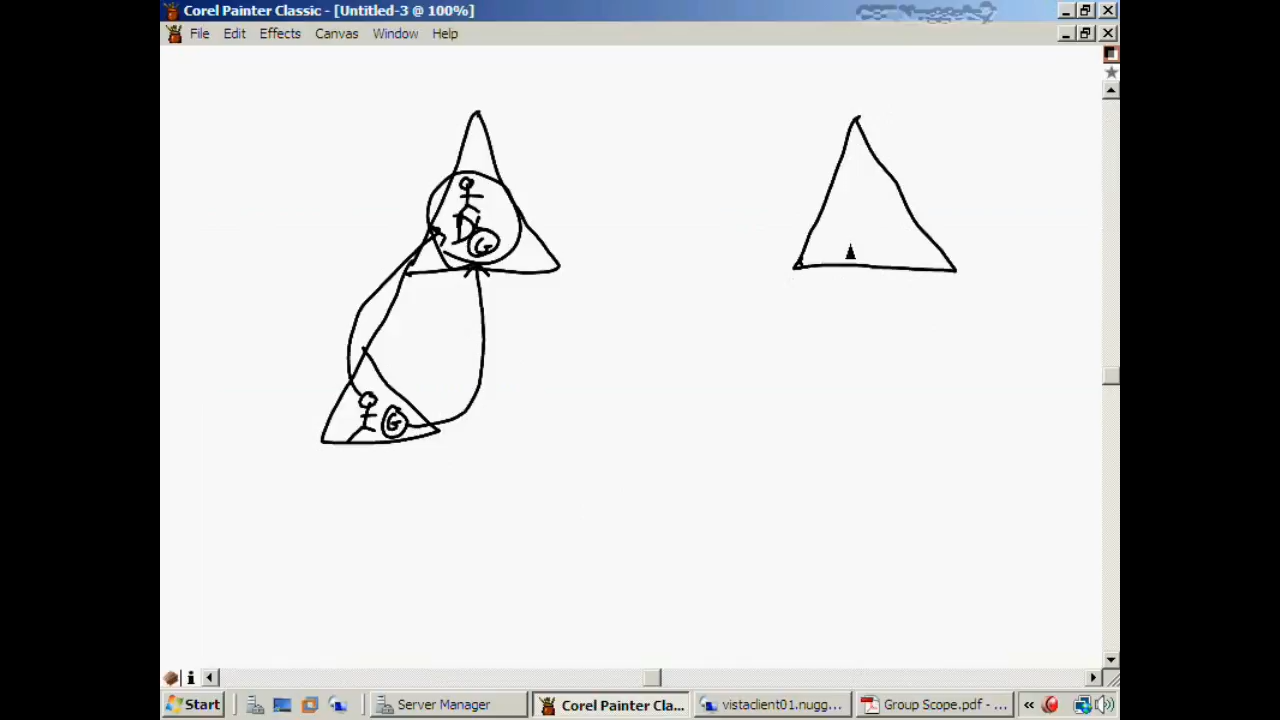 Corel Painter Classic - [Untitled-3 @ 100%]
File Edit Effects Canvas Window Help
DL
G
G
i
Start
Server Manager
Corel Painter Cla...
vistaclient01.nugg...
Group Scope.pdf - ...